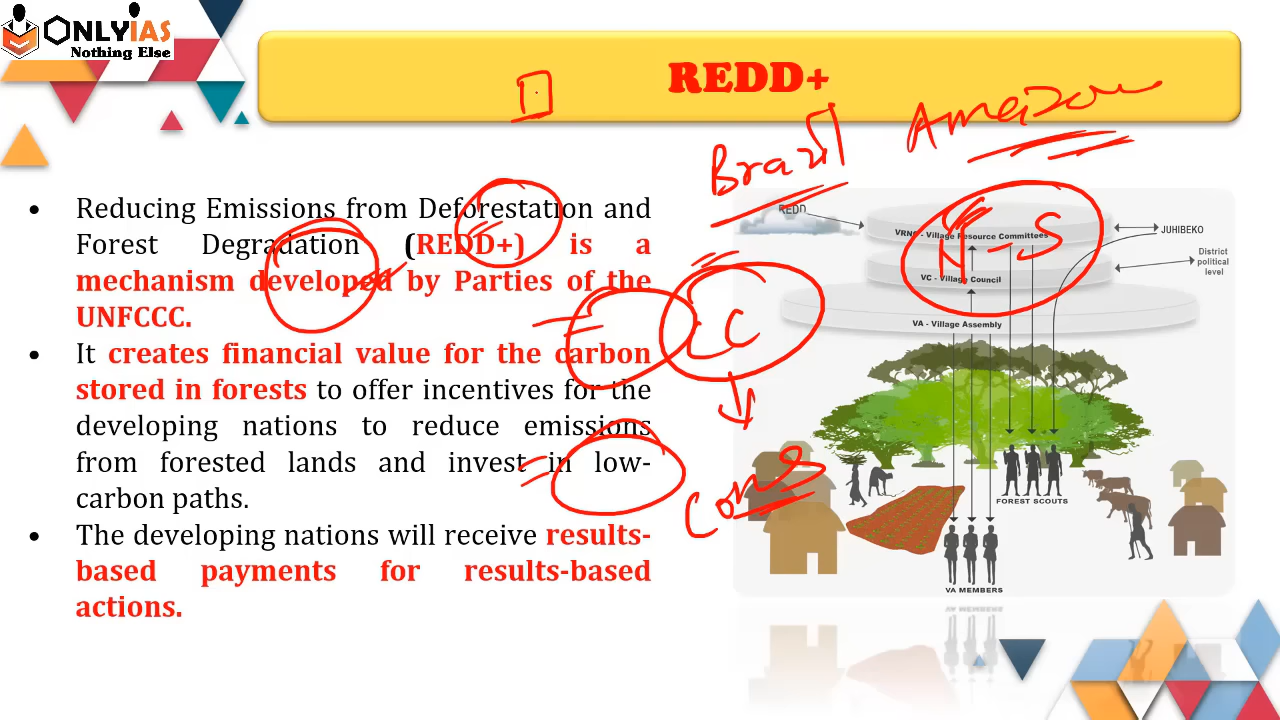 ONLYIAS
Nothing Else
REDD+
Brazil
Amazon
Reducing Emissions from Deforestation and
Forest Degradation (REDD+) is a
mechanism developed by Parties of the
UNFCCC.
It creates financial value for the carbon
stored in forests to offer incentives for the
developing nations to reduce emissions
from forested lands and invest in low-
carbon paths.
The developing nations will receive results-
based payments for results-based
actions.
REDD
VRNC - Village Resource Committees
JUHIBEKO
N-S
District
political
level
VC - Village Council
VA - Village Assembly
CC
Cons
FOREST SCOUTS
VA MEMBERS